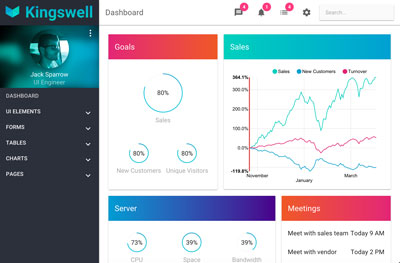 Kingswell
Dashboard
4
3
4
Search...
Jack Sparrow
UI Engineer
DASHBOARD
UI ELEMENTS
FORMS
TABLES
CHARTS
PAGES
Goals
80%
Sales
80%
80%
New Customers
Unique Visitors
Sales
Sales New Customers Turnover
364.1%
300.0%
200.0%
100.0%
0.0%
-119.8%
November
January
March
Server
73%
39%
39%
CPU
Space
Bandwidth
Meetings
Meet with sales team Today 9 AM
Meet with vendor Today 2 PM